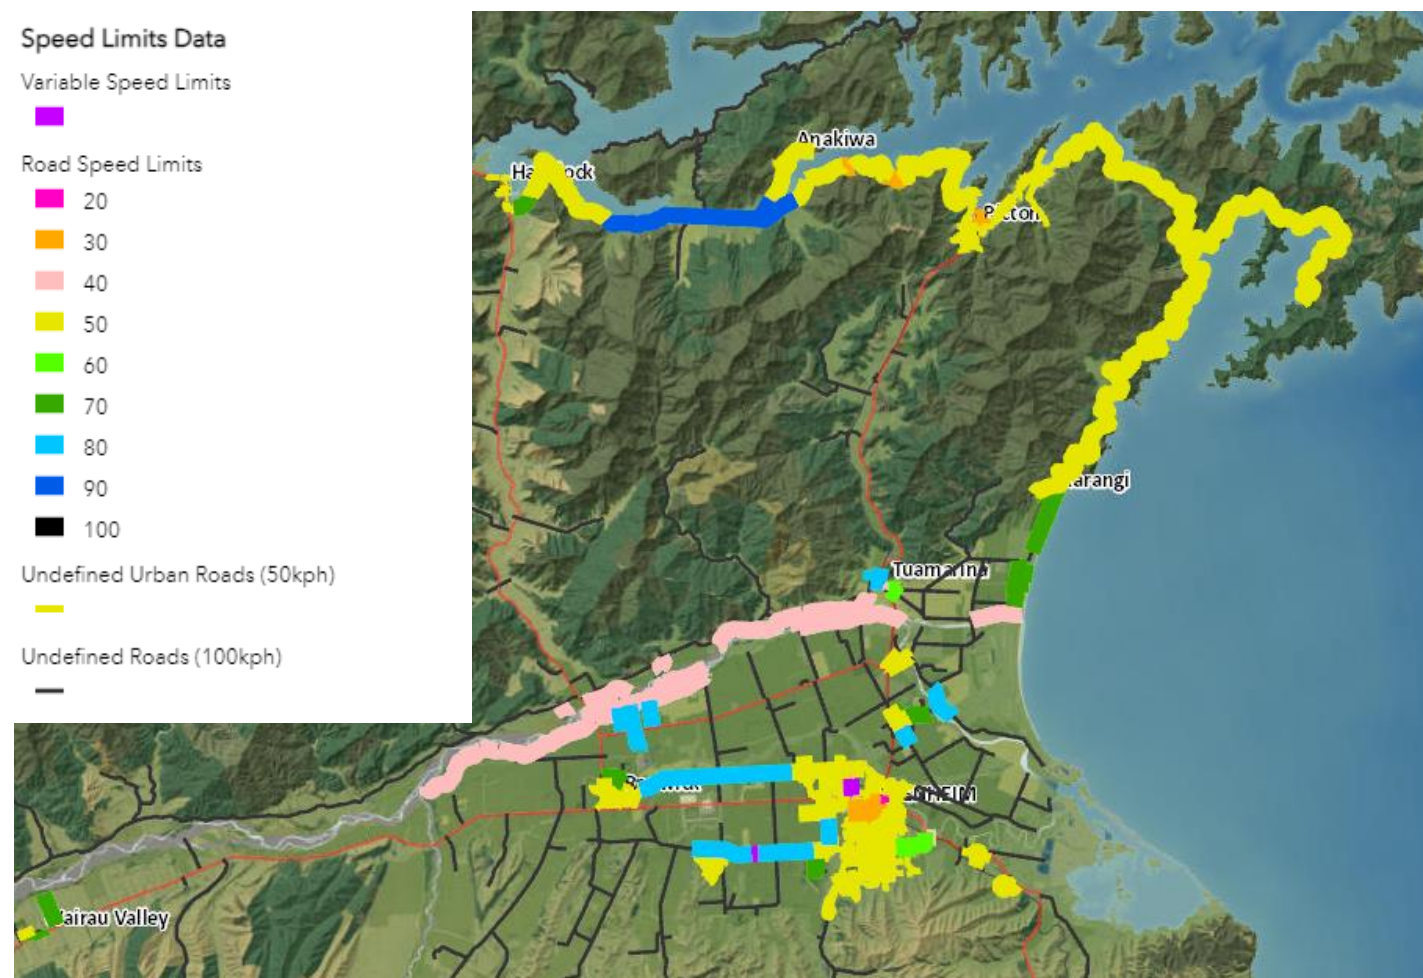 Speed Limits Data
Variable Speed Limits
Road Speed Limits
20
30
40
50
60
70
80
90
100
Undefined Urban Roads (50kph)
Undefined Roads (100kph)
Anakiwa
Picton
Tuamarina